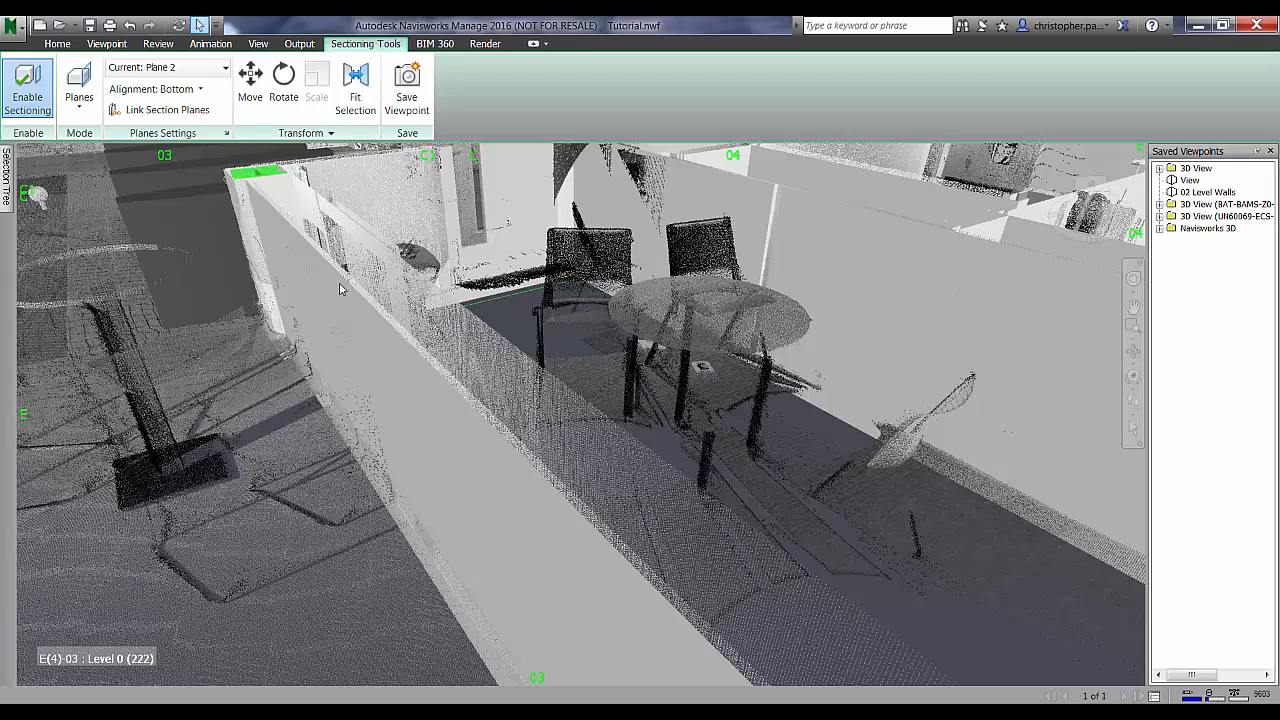 Autodesk Navisworks Manage 2016 (NOT FOR RESALE) Tutorial.nwf
Type a keyword or phrase
christopher.pa...
Home Viewpoint Review Animation View Output Sectioning Tools BIM 360 Render
Enable Sectioning
Planes
Current: Plane 2
Alignment: Bottom
Link Section Planes
Move
Rotate
Scale
Fit Selection
Save Viewpoint
Enable Mode Planes Settings Transform Save
Selection Tree
03
C1
C
04
E
C1
E
04
E
03
E(4)-03 : Level 0 (222)
Saved Viewpoints
3D View
View
02 Level Walls
3D View (BAT-BAMS-Z0-
3D View (UN60069-ECS-
Navisworks 3D
1 of 1
9603